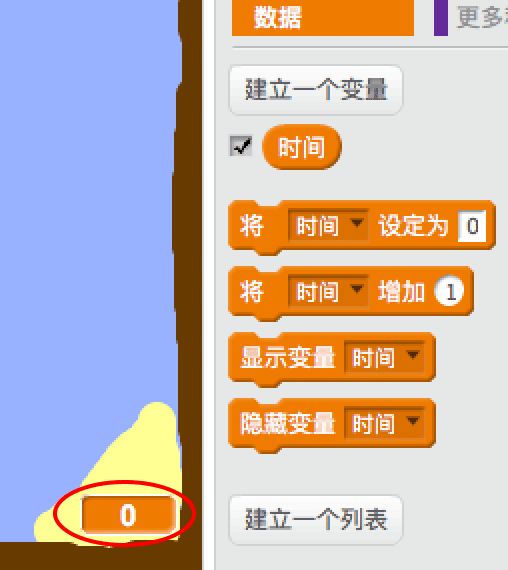 数据
更多
建立一个变量
时间
将 时间 设定为 0
将 时间 增加 1
显示变量 时间
隐藏变量 时间
0
建立一个列表